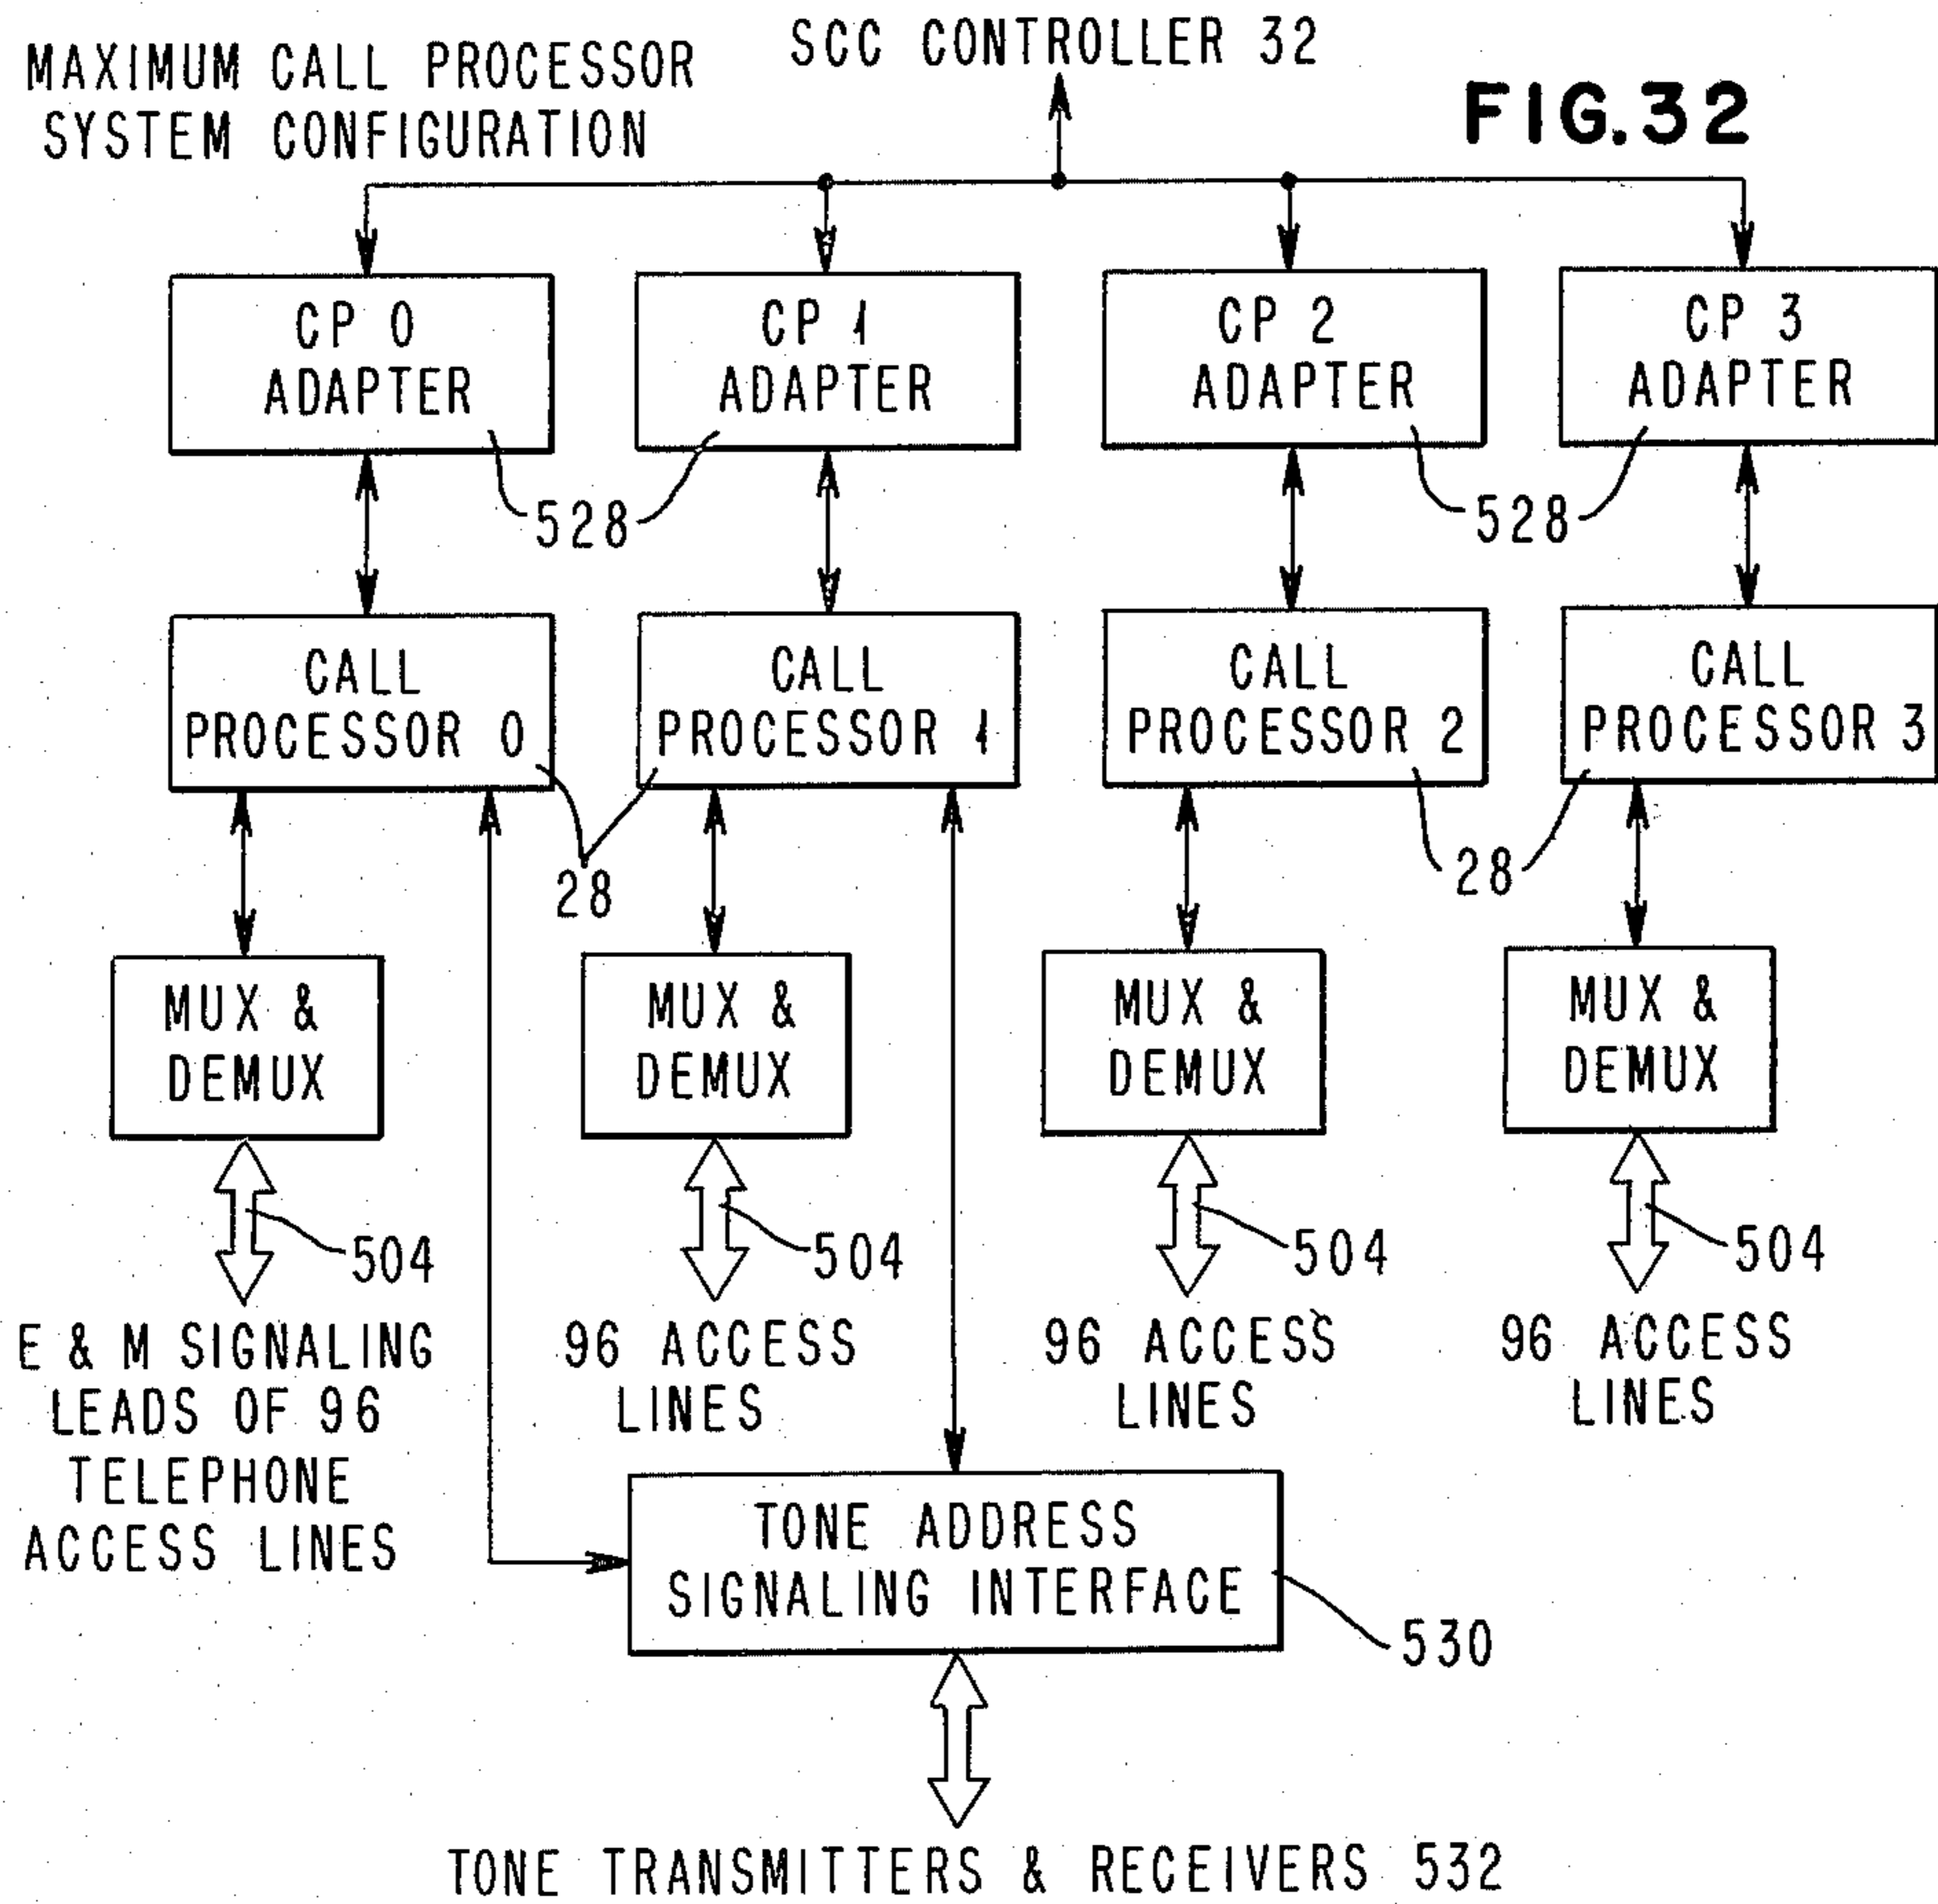 MAXIMUM CALL PROCESSOR
SYSTEM CONFIGURATION
SCC CONTROLLER 32
FIG.32
CP 0
ADAPTER
CP 1
ADAPTER
CP 2
ADAPTER
CP 3
ADAPTER
528
528
CALL
PROCESSOR 0
CALL
PROCESSOR 1
CALL
PROCESSOR 2
CALL
PROCESSOR 3
28
28
MUX &
DEMUX
MUX &
DEMUX
MUX &
DEMUX
MUX &
DEMUX
504
504
504
504
E & M SIGNALING
LEADS OF 96
TELEPHONE
ACCESS LINES
96 ACCESS
LINES
96 ACCESS
LINES
96 ACCESS
LINES
TONE ADDRESS
SIGNALING INTERFACE
530
TONE TRANSMITTERS & RECEIVERS 532